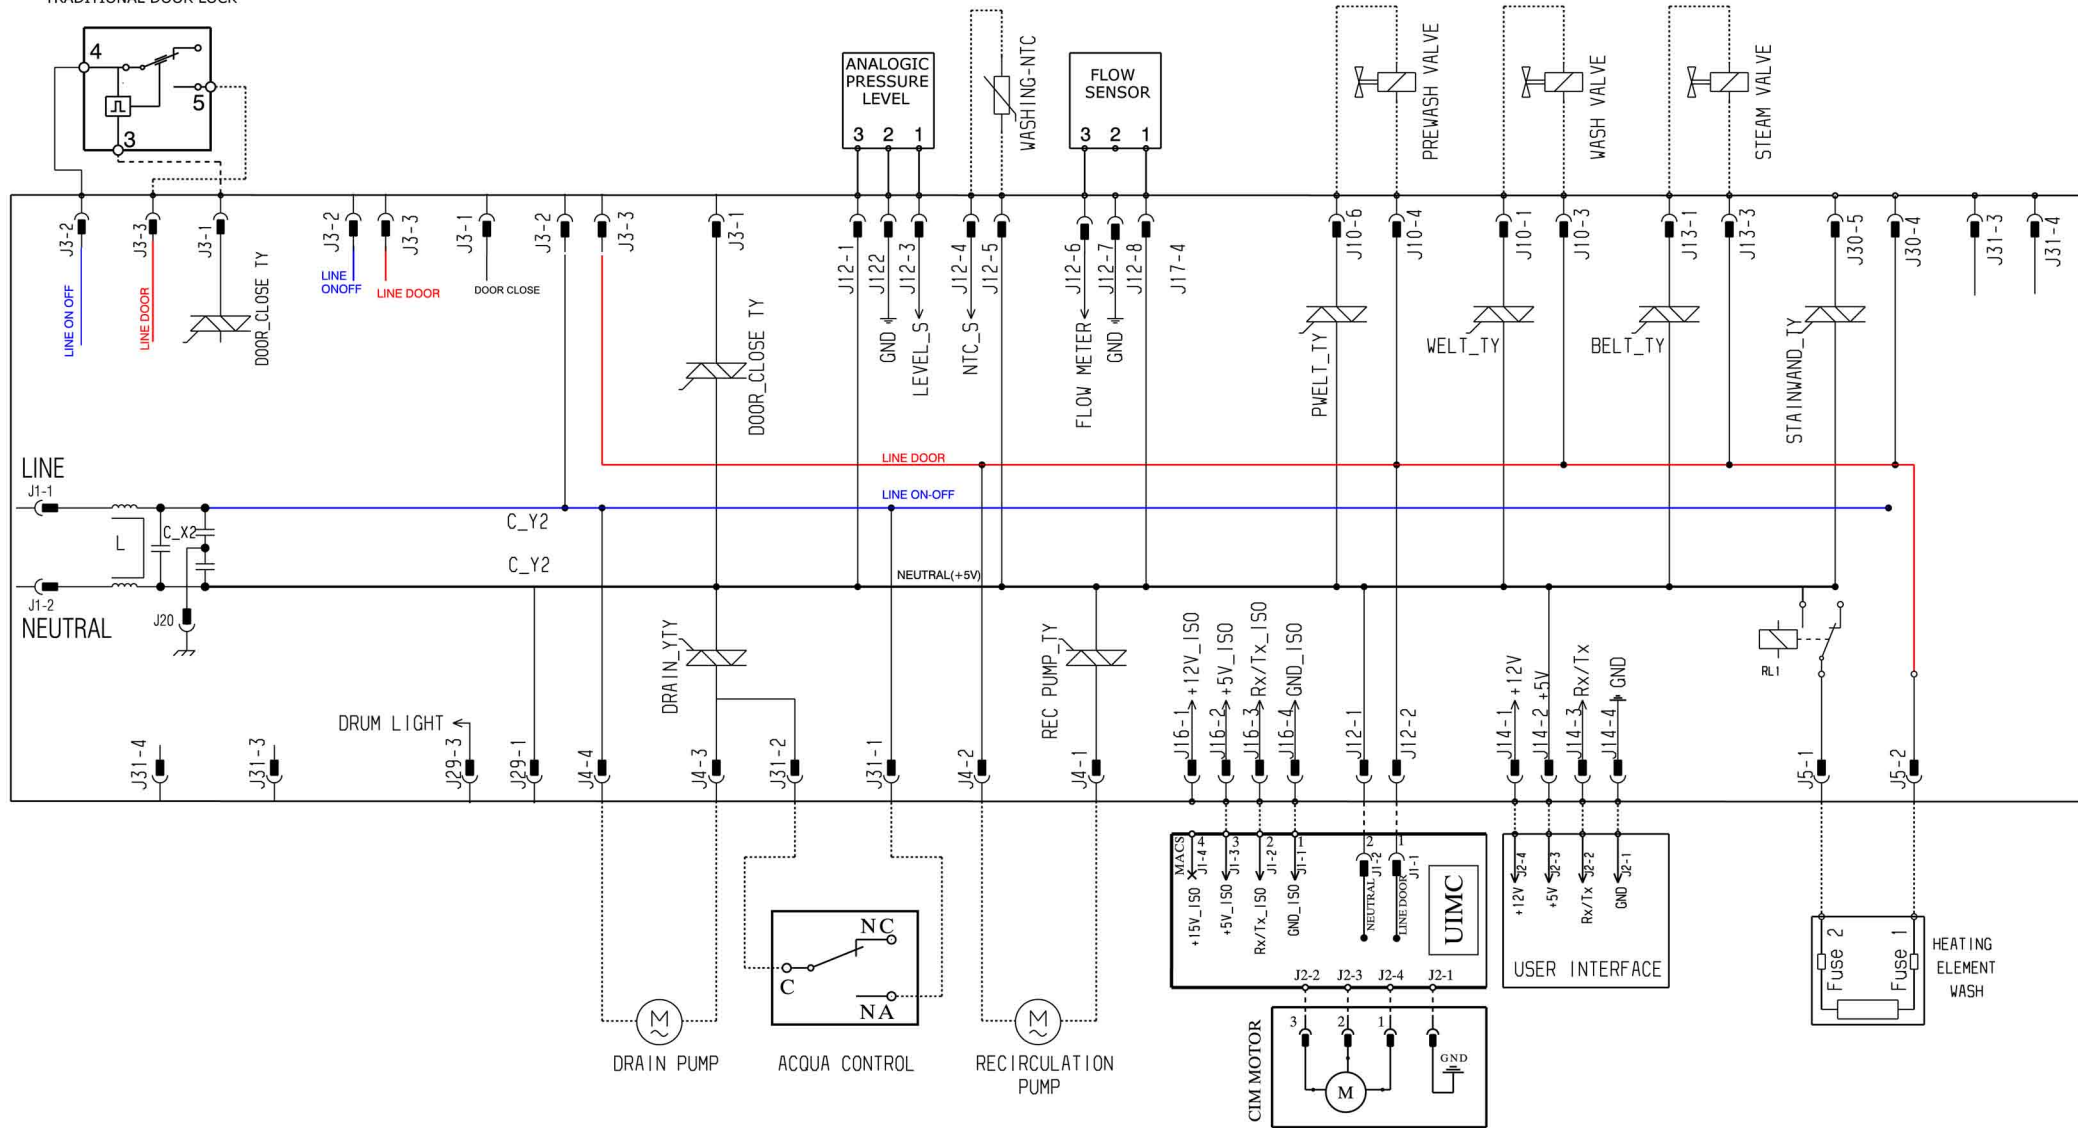 TRADITIONAL DOOR LOCK
4
5
3
ANALOGIC
PRESSURE
LEVEL
3 2 1
WASHING-NTC
FLOW
SENSOR
3 2 1
PREWASH VALVE
WASH VALVE
STEAM VALVE
J3-2
J3-3
J3-1
J3-2
J3-3
J3-1
J3-2
J3-3
J3-1
J12-1
J122
J12-3
J12-4
J12-5
J12-6
J12-7
J12-8
J17-4
J10-6
J10-4
J10-1
J10-3
J13-1
J13-3
J30-5
J30-4
J31-3
J31-4
LINE ON OFF
LINE DOOR
DOOR_CLOSE TY
LINE
ONOFF
LINE DOOR
DOOR CLOSE
DOOR_CLOSE TY
GND
LEVEL_S
NTC_S
FLOW METER
GND
PWELT_TY
WELT_TY
BELT_TY
STAINWAND_TY
LINE DOOR
LINE
J1-1
LINE ON-OFF
C_Y2
L
C_X2
C_Y2
NEUTRAL(+5V)
J1-2
NEUTRAL
J20
DRAIN_YTY
REC PUMP_TY
+12V_ISO
+5V_ISO
Rx/Tx_ISO
GND_ISO
+12V
+5V
Rx/Tx
GND
RL1
DRUM LIGHT
J31-4
J31-3
J29-3
J29-1
J4-4
J4-3
J31-2
J31-1
J4-2
J4-1
J16-1
J16-2
J16-3
J16-4
J12-1
J12-2
J14-1
J14-2
J14-3
J14-4
J5-1
J5-2
MACS
4
3
2
1
2
1
J1-4
J1-3
J1-2
J1-1
J1-2
J1-1
+15V_ISO
+5V_ISO
Rx/Tx_ISO
GND_ISO
NEUTRAL
LINE DOOR
UIMC
J2-4
J2-3
J2-2
J2-1
+12V
+5V
Rx/Tx
GND
USER INTERFACE
NC
C
NA
Fuse 2
Fuse 1
HEATING
ELEMENT
WASH
J2-2 J2-3 J2-4 J2-1
M
DRAIN PUMP
ACQUA CONTROL
M
RECIRCULATION
PUMP
CIM MOTOR
3 2 1
GND
M